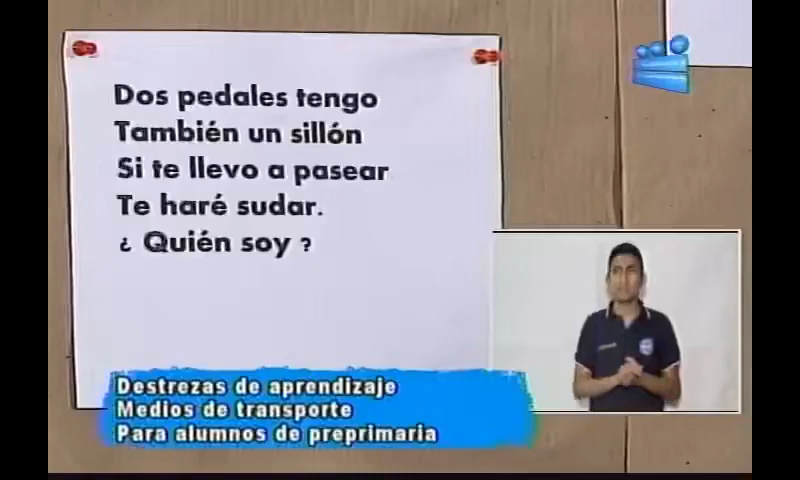 Dos pedales tengo
También un sillón
Si te llevo a pasear
Te haré sudar.
¿ Quién soy ?
Destrezas de aprendizaje
Medios de transporte
Para alumnos de preprimaria